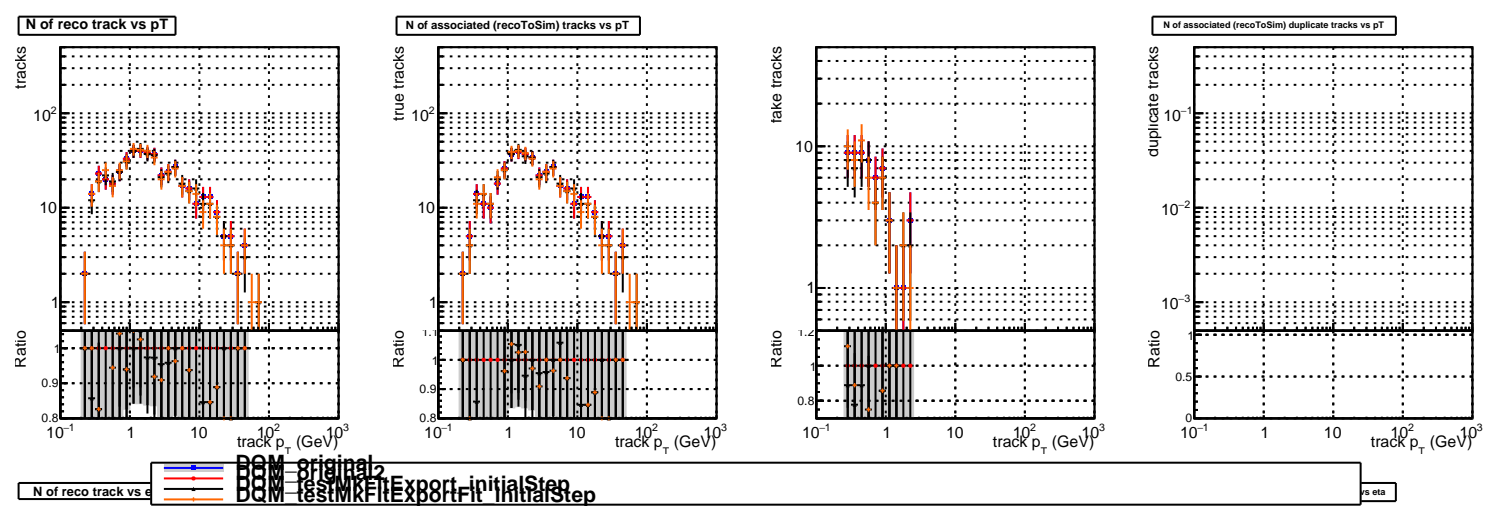 N of reco track vs pT
N of associated (recoToSim) tracks vs pT
N of associated (recoToSim) duplicate tracks vs pT
tracks
10²
10
1
Ratio
1
0.9
0.8
10⁻¹ 1 10 10² 10³
track p_T (GeV)
true tracks
10²
10
1
Ratio
1.1
1
0.9
0.8
10⁻¹ 1 10 10² 10³
track p_T (GeV)
fake tracks
10
1
Ratio
1.2
1
0.8
10⁻¹ 1 10 10² 10³
track p_T (GeV)
duplicate tracks
10⁻¹
10⁻²
10⁻³
Ratio
1
0.5
0
10⁻¹ 1 10 10² 10³
track p_T (GeV)
DQM_original
DQM_original2
DQM_testMkFitExport_initialStep
DQM_testMkFitExportFit_initialStep
N of reco track vs e
vs eta